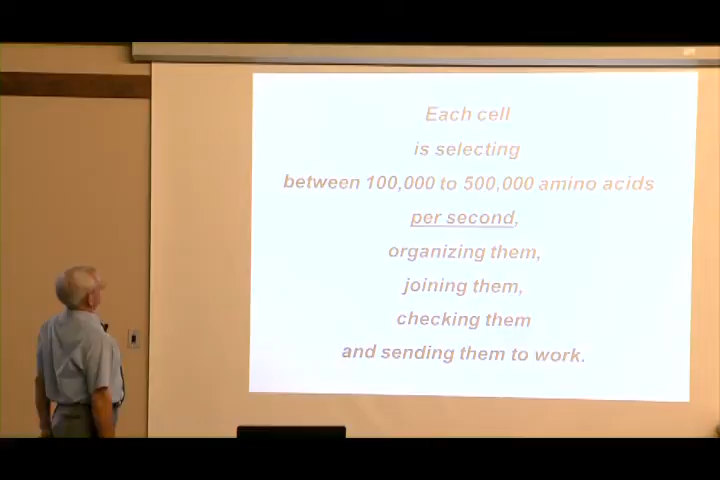 Each cell
is selecting
between 100,000 to 500,000 amino acids
per second,
organizing them,
joining them,
checking them
and sending them to work.